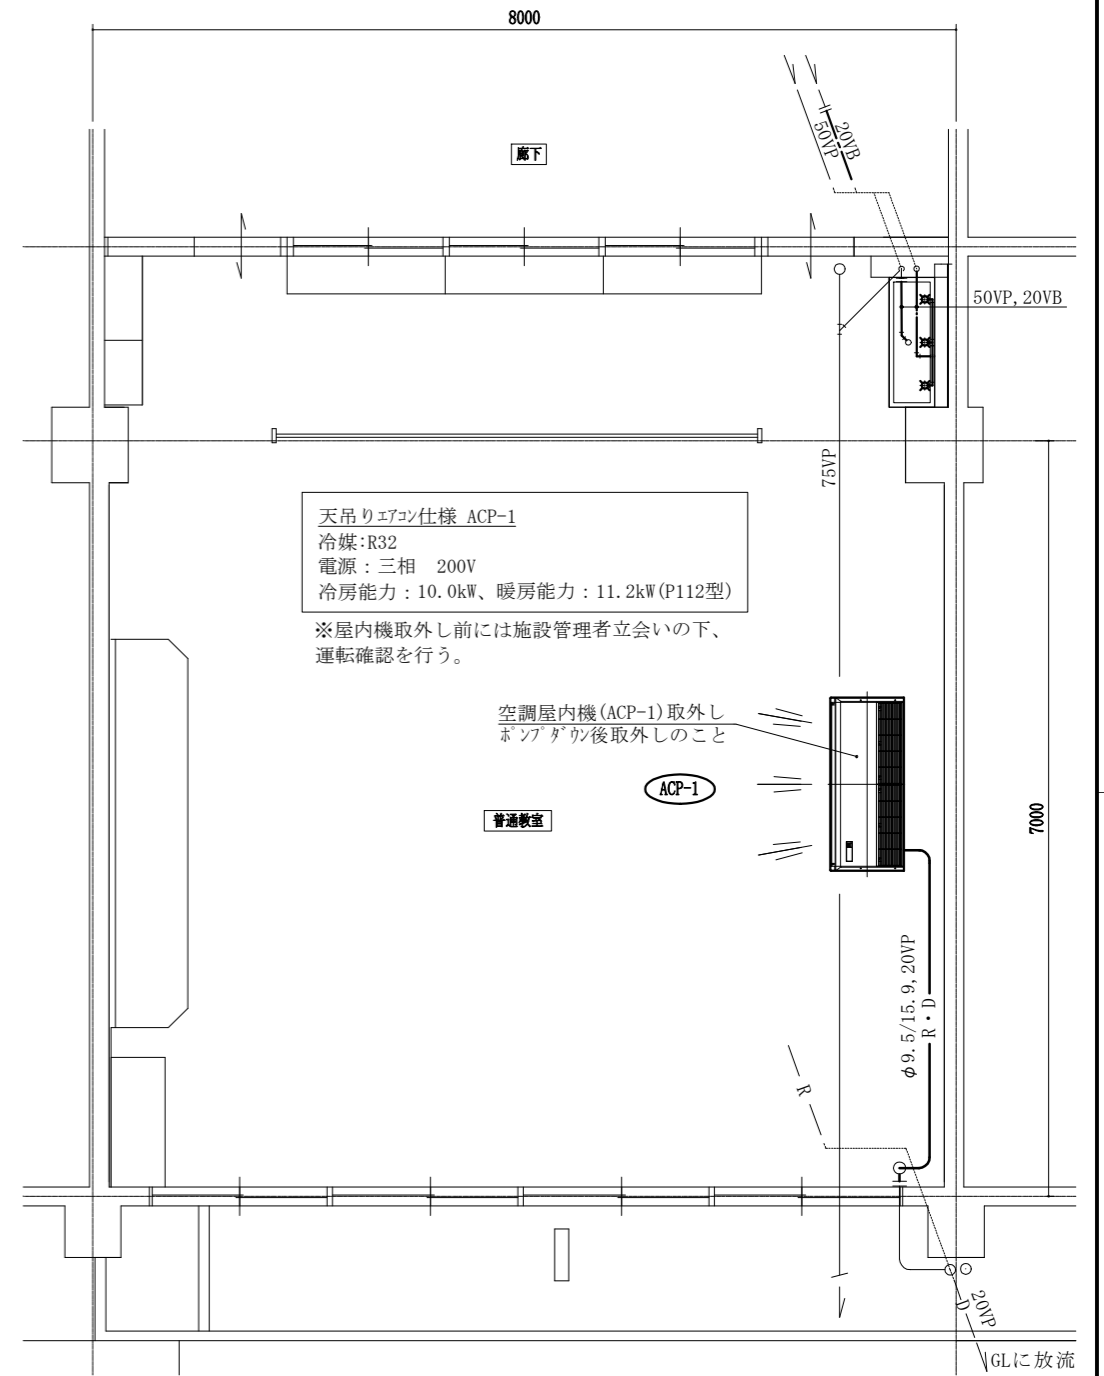 8000
20VB
50VP
廊下
50VP, 20VB
75VP
天吊りｴｱｺﾝ仕様 ACP-1
冷媒:R32
電源：三相　200V
冷房能力：10.0kW、暖房能力：11.2kW(P112型)
※屋内機取外し前には施設管理者立会いの下、
運転確認を行う。
空調屋内機(ACP-1)取外し
ﾎﾟﾝﾌﾟﾀﾞｳﾝ後取外しのこと
ACP-1
普通教室
7000
φ9.5/15.9, 20VP
R・D
R
20VP
D
GLに放流